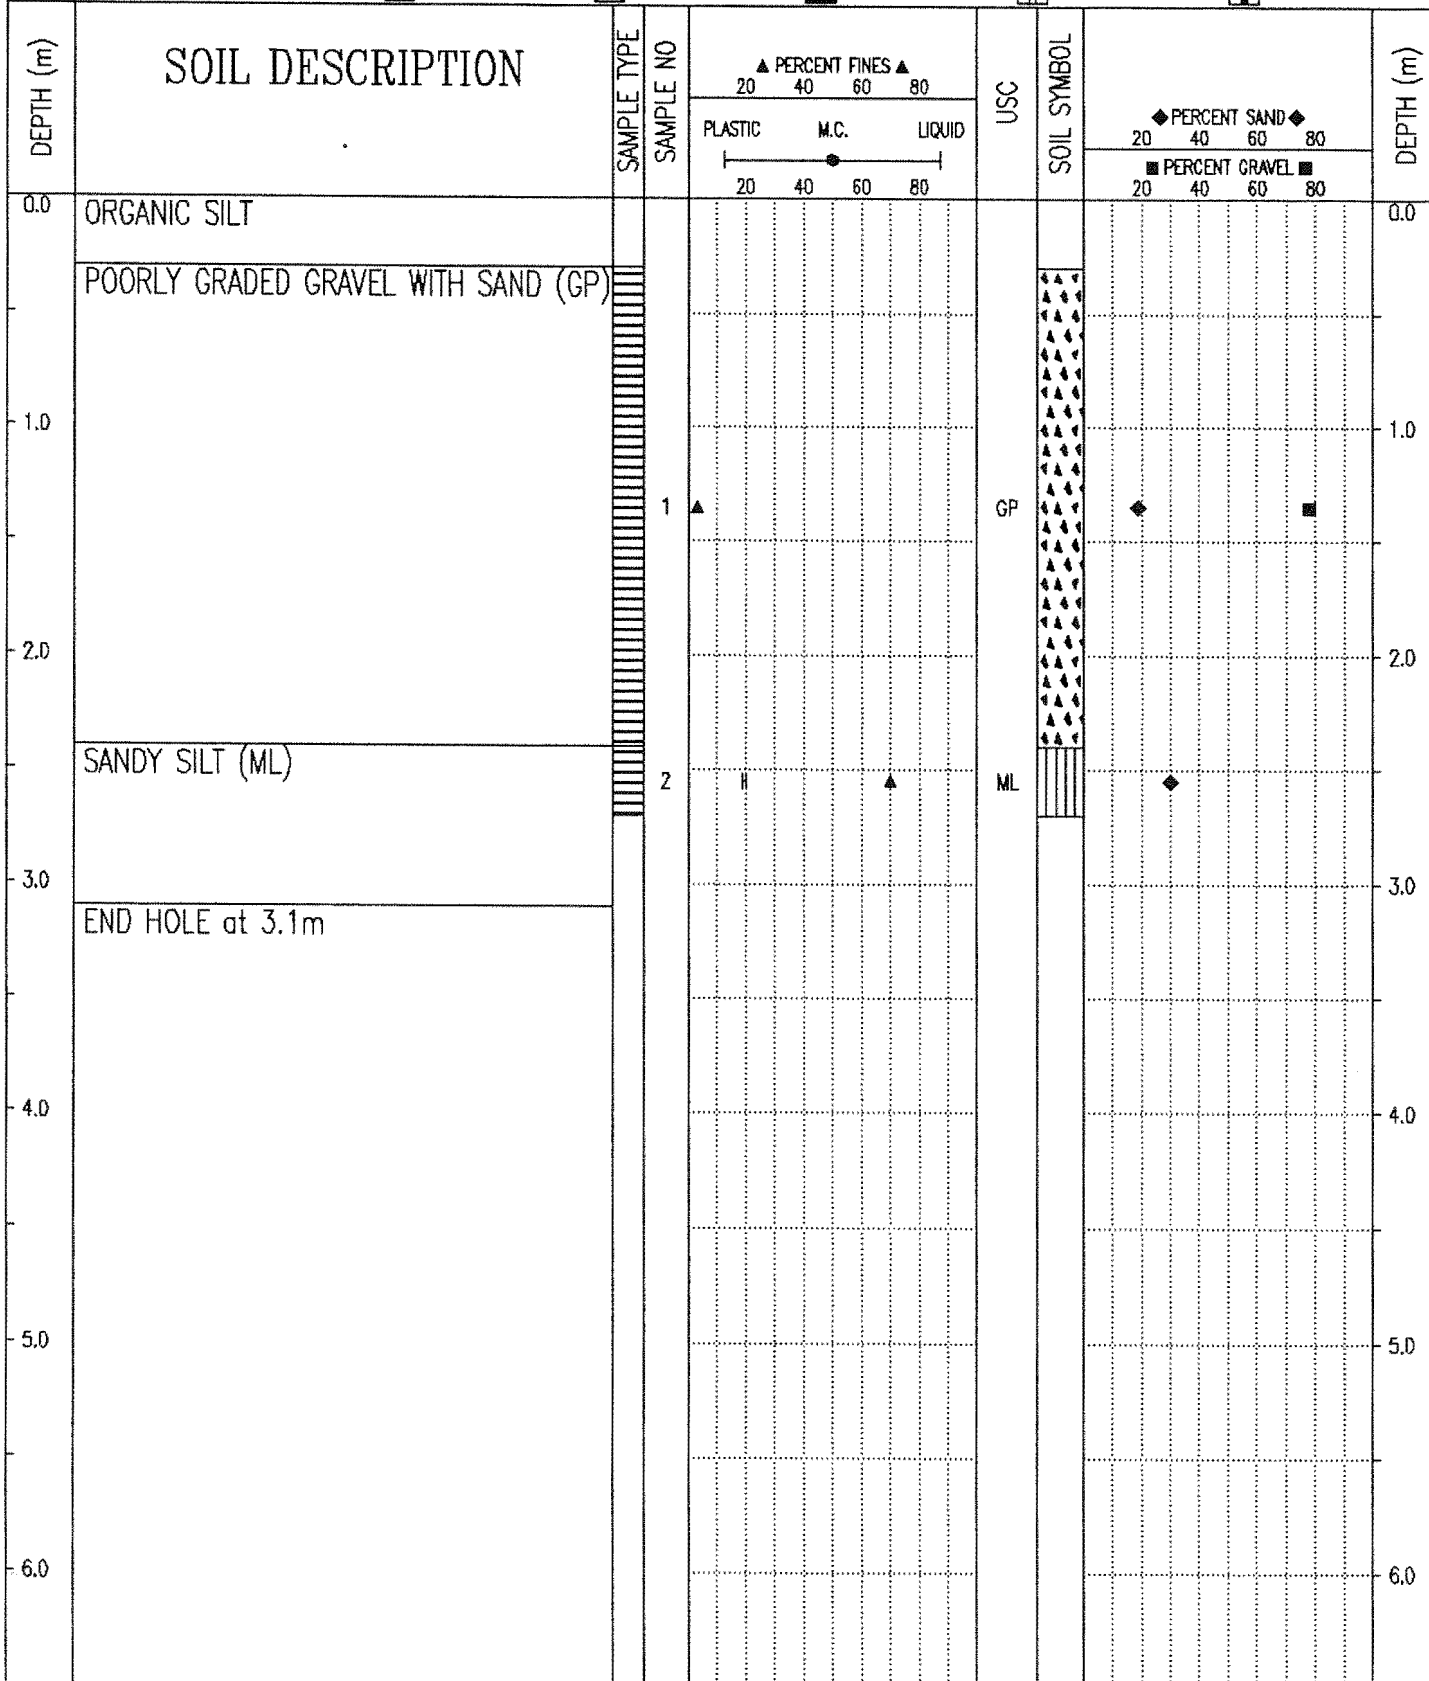 DEPTH (m)
SOIL DESCRIPTION
SAMPLE TYPE
SAMPLE NO
▲ PERCENT FINES ▲
20 40 60 80
PLASTIC M.C. LIQUID
20 40 60 80
USC
SOIL SYMBOL
◆ PERCENT SAND ◆
20 40 60 80
■ PERCENT GRAVEL ■
20 40 60 80
DEPTH (m)
0.0 ORGANIC SILT 0.0
POORLY GRADED GRAVEL WITH SAND (GP)
1.0 1.0
1 GP
2.0 2.0
SANDY SILT (ML)
2 ML
3.0 3.0
END HOLE at 3.1m
4.0 4.0
5.0 5.0
6.0 6.0